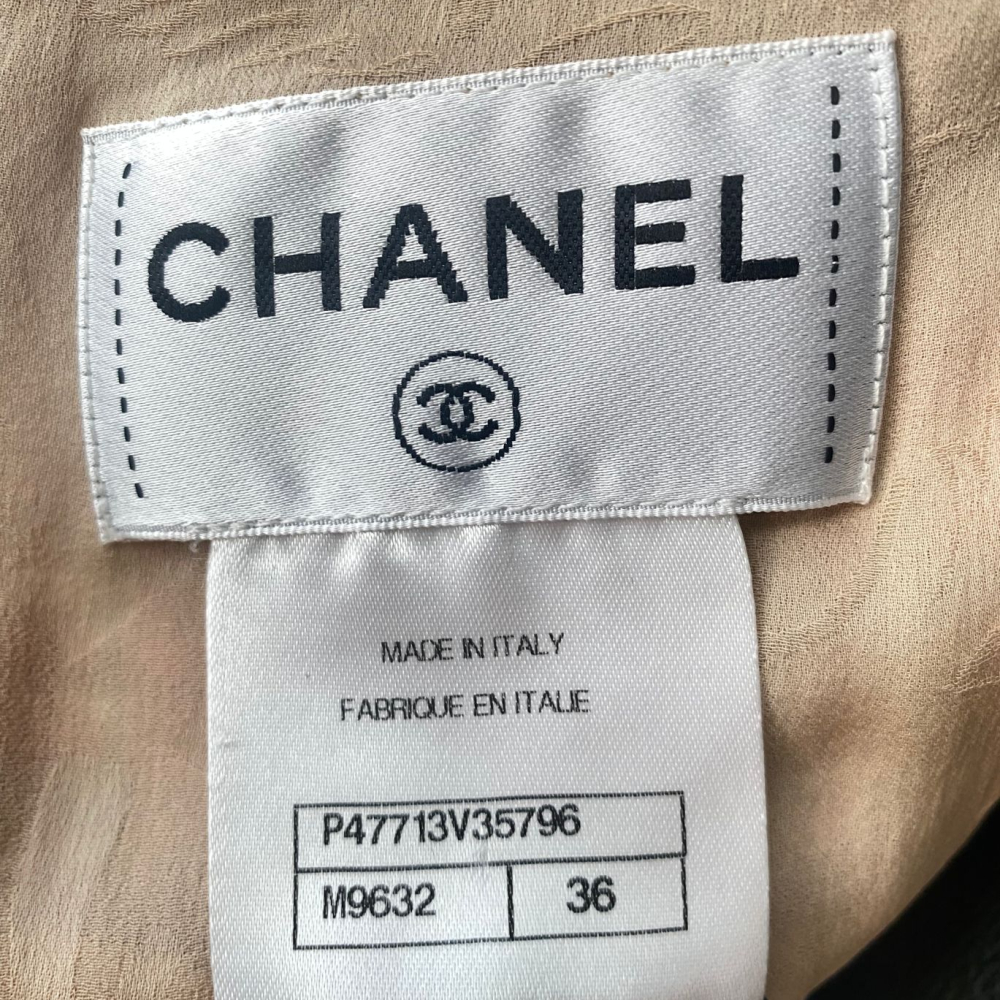 CHANEL
MADE IN ITALY
FABRIQUE EN ITALIE
P47713V35796
M9632 36